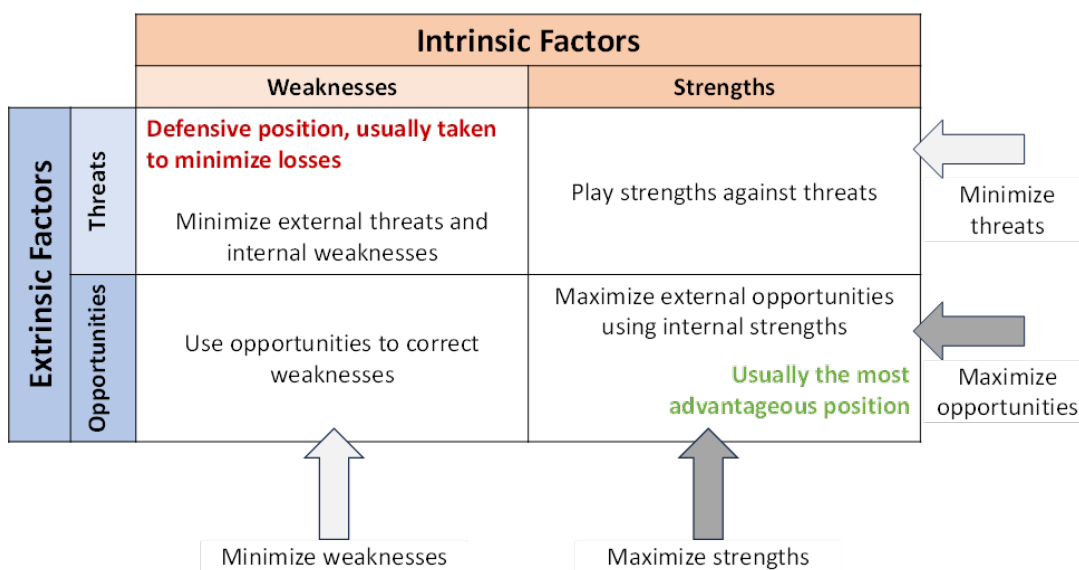 Intrinsic Factors
Weaknesses
Strengths
Extrinsic Factors
Threats
Defensive position, usually taken
to minimize losses
Minimize external threats and
internal weaknesses
Play strengths against threats
Minimize
threats
Opportunities
Use opportunities to correct
weaknesses
Maximize external opportunities
using internal strengths
Usually the most
advantageous position
Maximize
opportunities
Minimize weaknesses
Maximize strengths